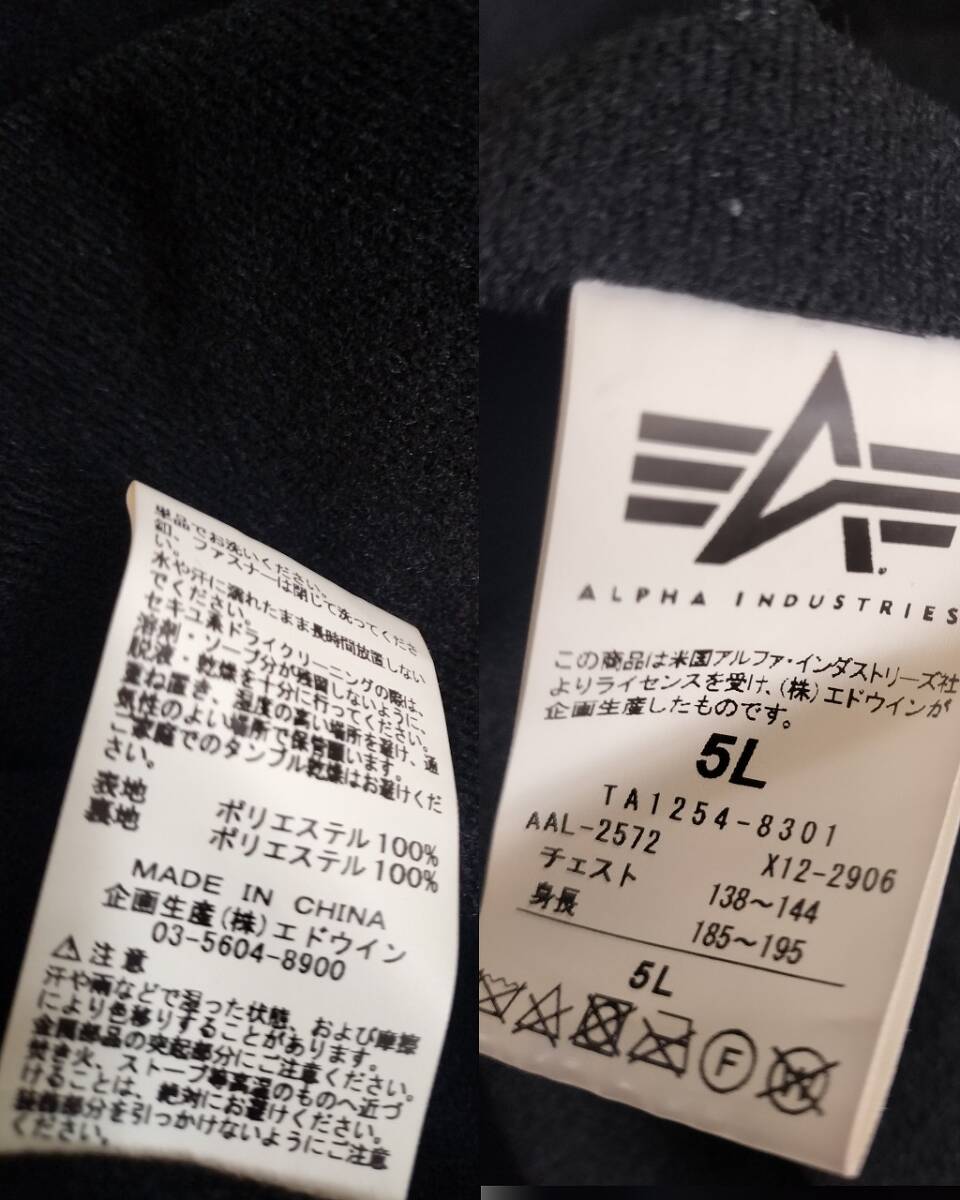 単品でお洗いください。
釦、ファスナーは閉じて洗ってくださ
い。
水や汗に濡れたまま長時間放置しない
でください。
セキユ系ドライクリーニングの際は、
溶剤・ソープ分が残留しないように、
脱液・乾燥を十分に行ってください。
重ね置き、湿度の高い場所を避け、通
気性のよい場所で保管願います。
ご家庭でのタンブル乾燥はお避けくだ
さい。
表地 ポリエステル100%
裏地 ポリエステル100%
MADE IN CHINA
企画生産(株)エドウイン
03-5604-8900
⚠注意
汗や雨などで湿った状態、および摩擦
により色移りすることがあります。
金属部品の突起部分にご注意ください。
焚き火、ストーブ等高温のものへ近づ
けることは、絶対にお避けください。
装飾部分を引っかけないようにご注意
ください。
ALPHA INDUSTRIES
この商品は米国アルファ・インダストリーズ社
よりライセンスを受け、(株)エドウインが
企画生産したものです。
5L
TA1254-8301
AAL-2572 X12-2906
チェスト 138～144
身長 185～195
5L
F